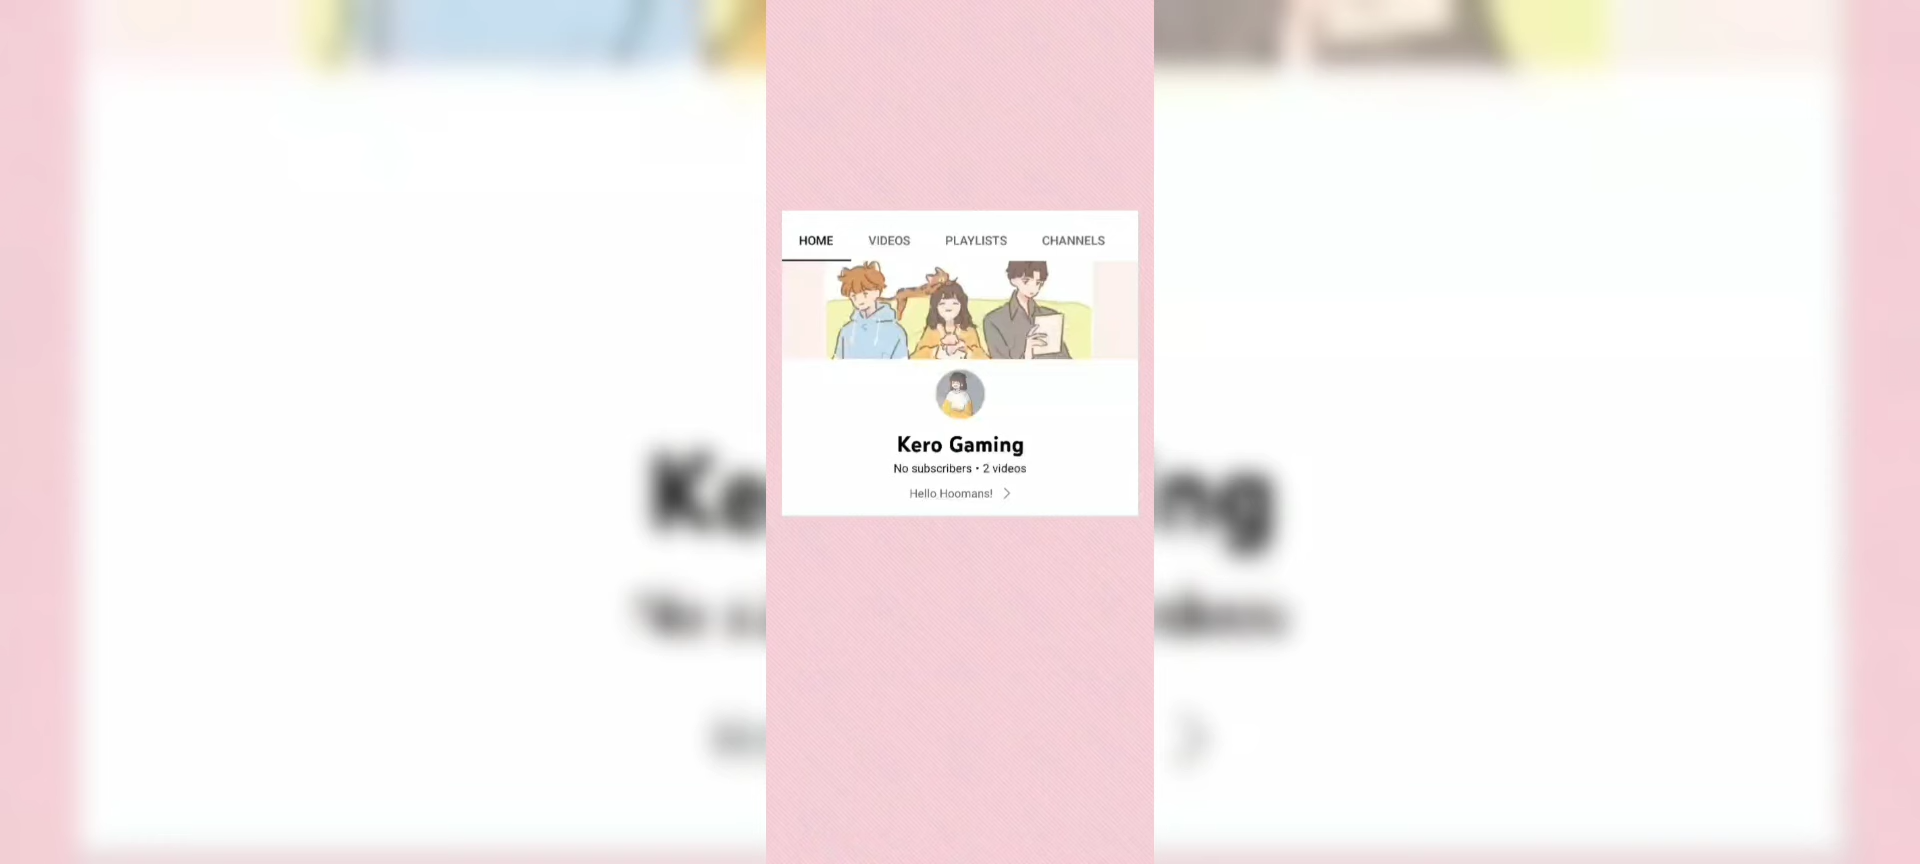 HOME VIDEOS PLAYLISTS CHANNELS
Kero Gaming
No subscribers • 2 videos
Hello Hoomans!